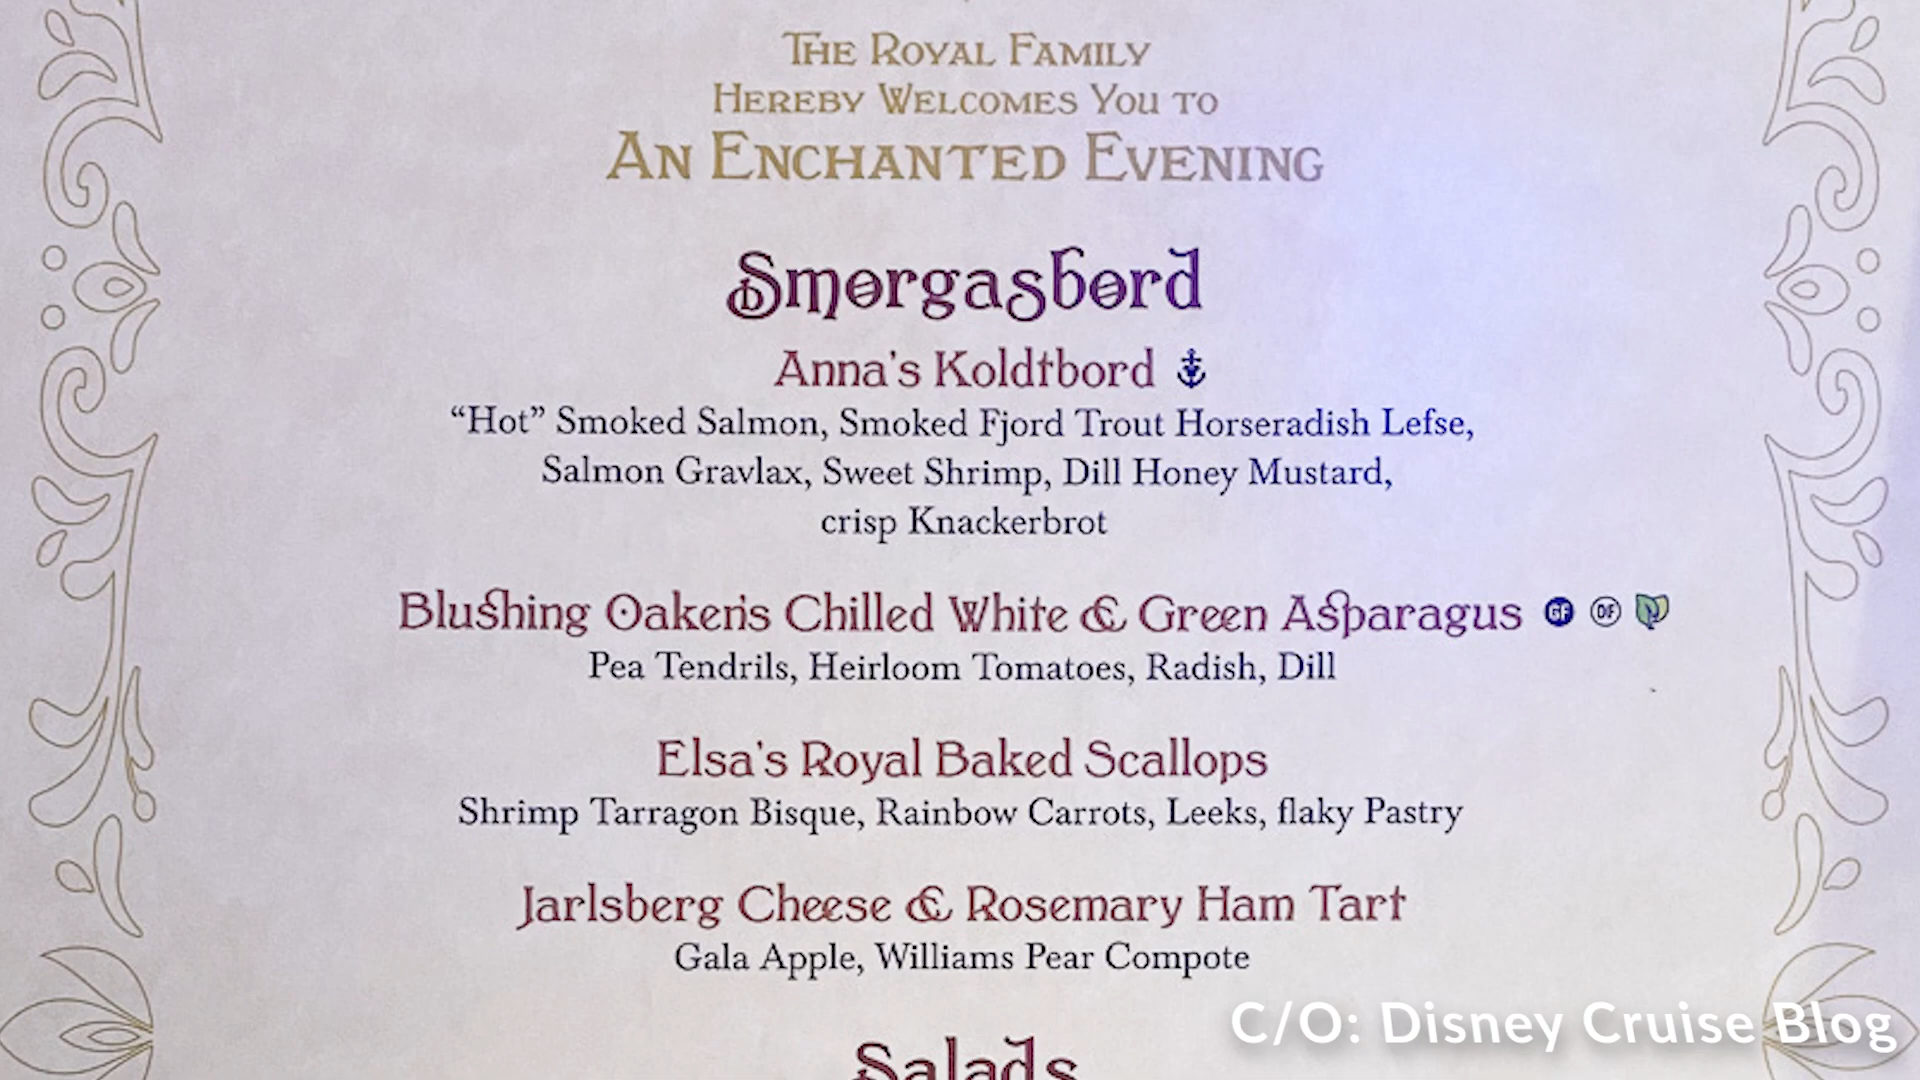 The Royal Family
Hereby Welcomes You to
An Enchanted Evening
Smørgasbørd
Anna's Koldtbord
“Hot” Smoked Salmon, Smoked Fjord Trout Horseradish Lefse,
Salmon Gravlax, Sweet Shrimp, Dill Honey Mustard,
crisp Knackerbrot
Blushing Oaken's Chilled White & Green Asparagus GF DF
Pea Tendrils, Heirloom Tomatoes, Radish, Dill
Elsa's Royal Baked Scallops
Shrimp Tarragon Bisque, Rainbow Carrots, Leeks, flaky Pastry
Jarlsberg Cheese & Rosemary Ham Tart
Gala Apple, Williams Pear Compote
Salads
C/O: Disney Cruise Blog